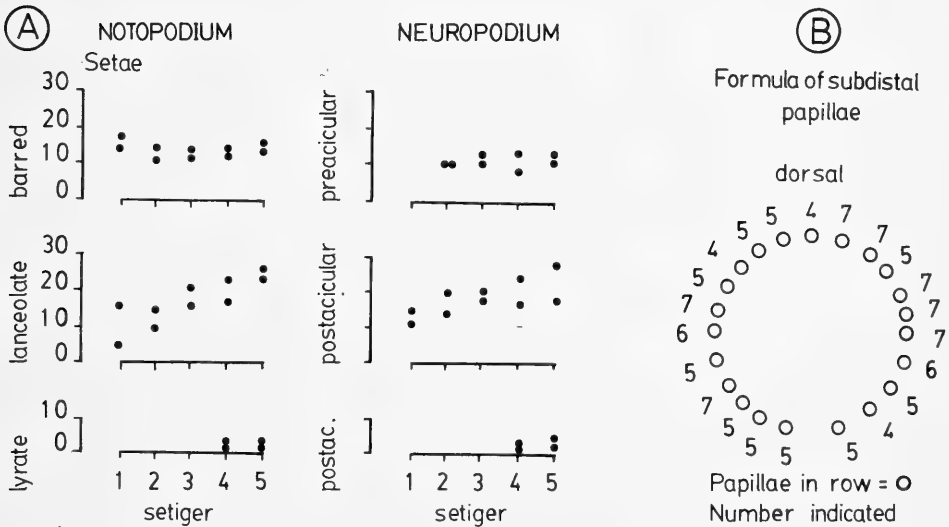 A
NOTOPODIUM
Setae
barred
30
20
10
0
lanceolate
30
20
10
0
lyrate
10
0
1 2 3 4 5
setiger
NEUROPODIUM
preacicular
postacicular
postac.
1 2 3 4 5
setiger
B
Formula of subdistal
papillae
dorsal
4
7
7
5
7
7
7
6
5
4
5
5
5
5
7
5
6
7
5
4
5
5
Papillae in row = O
Number indicated